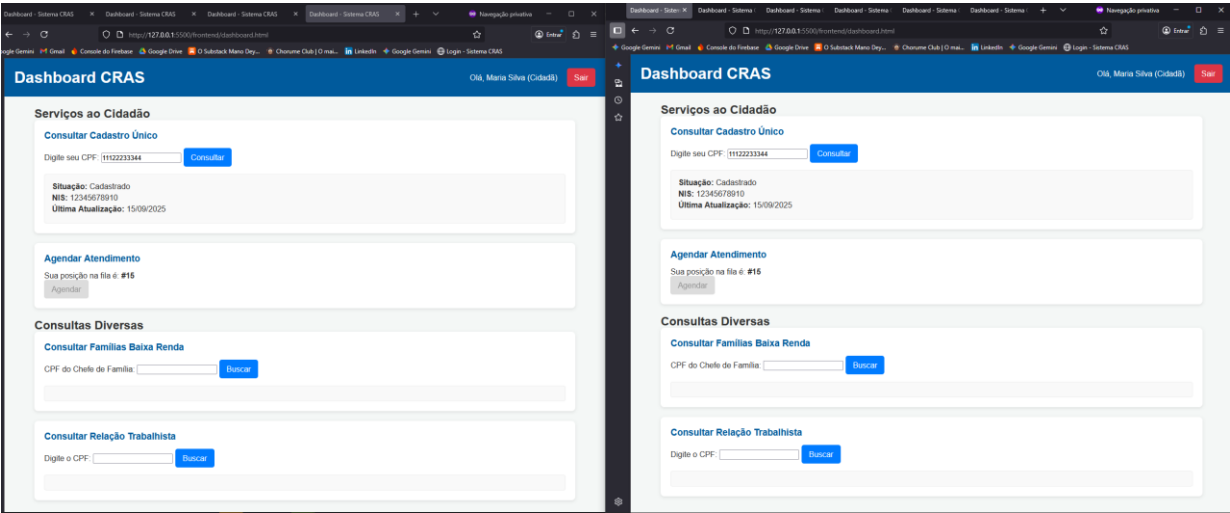 Dashboard - Sistema CRAS Dashboard - Sistema CRAS Dashboard - Sistema CRAS Dashboard - Sistema CRAS Navegação privativa
http://127.0.0.1:5500/frontend/dashboard.html Entrar
oogle Gemini Gmail Console do Firebase Google Drive O Substack Mano Dey... Chorume Club | O mai... LinkedIn Google Gemini Login - Sistema CRAS
Dashboard CRAS
Olá, Maria Silva (Cidadã) Sair
Serviços ao Cidadão
Consultar Cadastro Único
Digite seu CPF: 11122233344 Consultar
Situação: Cadastrado
NIS: 12345678910
Última Atualização: 15/09/2025
Agendar Atendimento
Sua posição na fila é: #15
Agendar
Consultas Diversas
Consultar Famílias Baixa Renda
CPF do Chefe de Família: Buscar
Consultar Relação Trabalhista
Digite o CPF: Buscar
Dashboard - Sister Dashboard - Sistema Dashboard - Sistema Dashboard - Sistema Dashboard - Sistema Dashboard - Sistema Navegação privativa
http://127.0.0.1:5500/frontend/dashboard.html Entrar
Google Gemini Gmail Console do Firebase Google Drive O Substack Mano Dey... Chorume Club | O mai... LinkedIn Google Gemini Login - Sistema CRAS
Dashboard CRAS
Olá, Maria Silva (Cidadã) Sair
Serviços ao Cidadão
Consultar Cadastro Único
Digite seu CPF: 11122233344 Consultar
Situação: Cadastrado
NIS: 12345678910
Última Atualização: 15/09/2025
Agendar Atendimento
Sua posição na fila é: #15
Agendar
Consultas Diversas
Consultar Famílias Baixa Renda
CPF do Chefe de Família: Buscar
Consultar Relação Trabalhista
Digite o CPF: Buscar